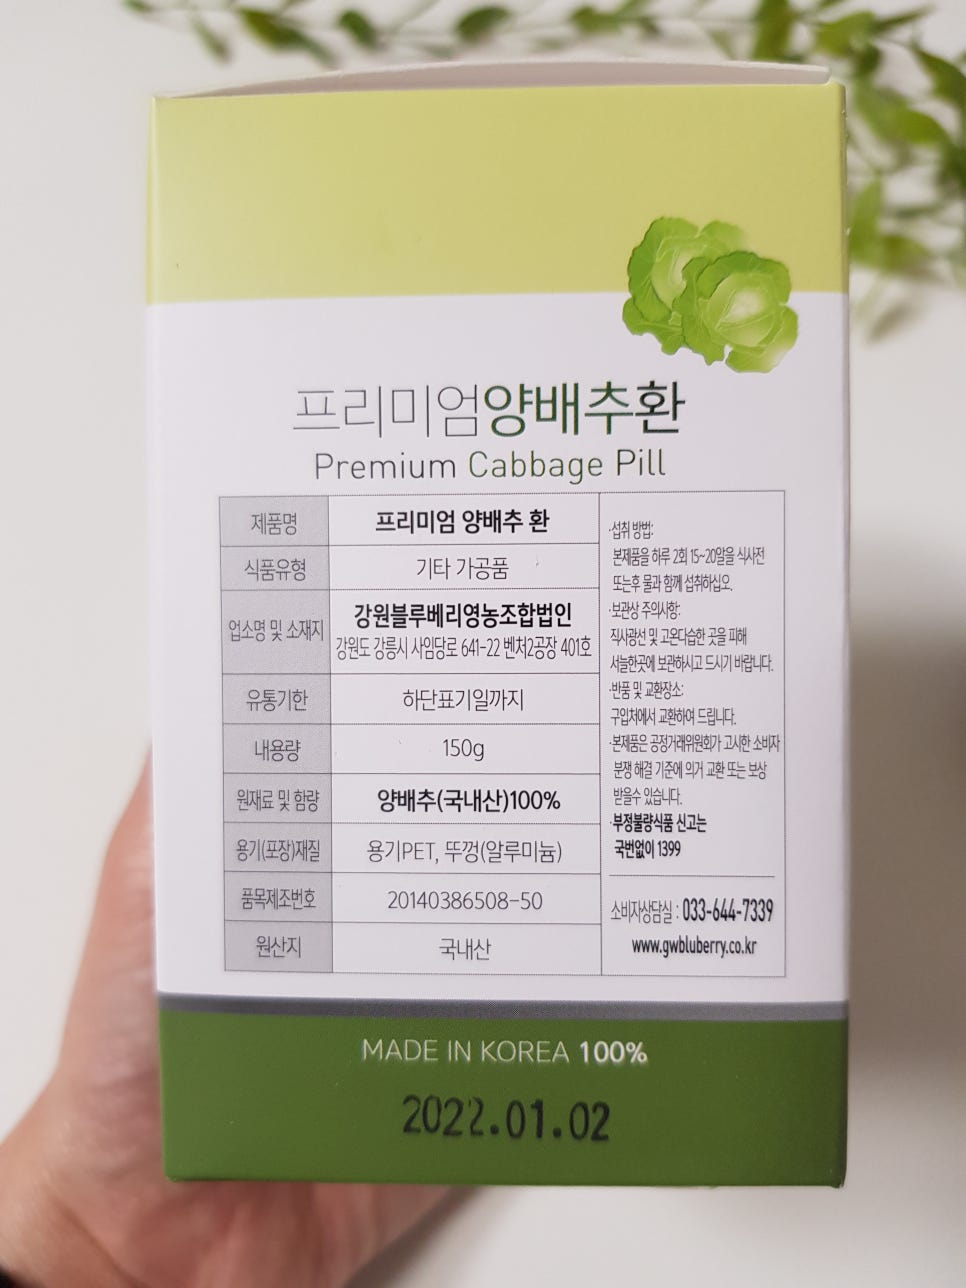 프리미엄양배추환
Premium Cabbage Pill
제품명 프리미엄 양배추 환
식품유형 기타 가공품
업소명 및 소재지 강원블루베리영농조합법인
강원도 강릉시 사임당로 641-22 벤처2공장 401호
유통기한 하단표기일까지
내용량 150g
원재료 및 함량 양배추(국내산)100%
용기(포장)재질 용기PET, 뚜껑(알루미늄)
품목제조번호 20140386508-50
원산지 국내산
·섭취 방법:
본제품을 하루 2회 15~20알을 식사전
또는후 물과 함께 섭취하십오.
·보관상 주의사항:
직사광선 및 고온다습한 곳을 피해
서늘한곳에 보관하시고 드시기 바랍니다.
·반품 및 교환장소:
구입처에서 교환하여 드립니다.
·본제품은 공정거래위원회가 고시한 소비자
분쟁 해결 기준에 의거 교환 또는 보상
받을수 있습니다.
·부정불량식품 신고는
국번없이 1399
소비자상담실 : 033-644-7339
www.gwbluberry.co.kr
MADE IN KOREA 100%
2022.01.02